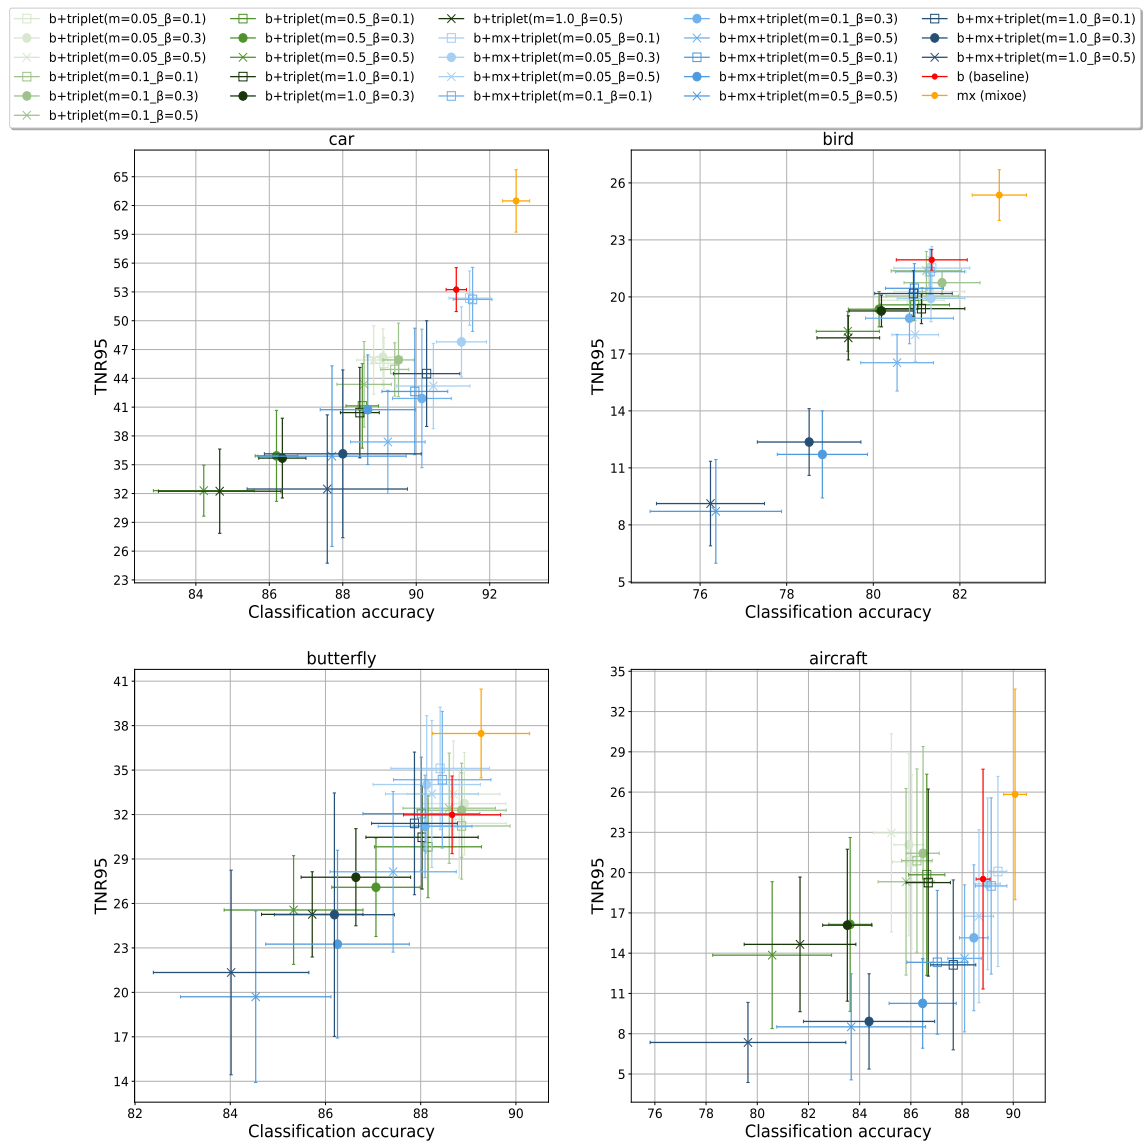 b+triplet(m=0.05_β=0.1)
b+triplet(m=0.05_β=0.3)
b+triplet(m=0.05_β=0.5)
b+triplet(m=0.1_β=0.1)
b+triplet(m=0.1_β=0.3)
b+triplet(m=0.1_β=0.5)
b+triplet(m=0.5_β=0.1)
b+triplet(m=0.5_β=0.3)
b+triplet(m=0.5_β=0.5)
b+triplet(m=1.0_β=0.1)
b+triplet(m=1.0_β=0.3)
b+triplet(m=1.0_β=0.5)
b+mx+triplet(m=0.05_β=0.1)
b+mx+triplet(m=0.05_β=0.3)
b+mx+triplet(m=0.05_β=0.5)
b+mx+triplet(m=0.1_β=0.1)
b+mx+triplet(m=0.1_β=0.3)
b+mx+triplet(m=0.1_β=0.5)
b+mx+triplet(m=0.5_β=0.1)
b+mx+triplet(m=0.5_β=0.3)
b+mx+triplet(m=0.5_β=0.5)
b+mx+triplet(m=1.0_β=0.1)
b+mx+triplet(m=1.0_β=0.3)
b+mx+triplet(m=1.0_β=0.5)
b (baseline)
mx (mixoe)
car
TNR95
65
62
59
56
53
50
47
44
41
38
35
32
29
26
23
84 86 88 90 92
Classification accuracy
bird
TNR95
26
23
20
17
14
11
8
5
76 78 80 82
Classification accuracy
butterfly
TNR95
41
38
35
32
29
26
23
20
17
14
82 84 86 88 90
Classification accuracy
aircraft
TNR95
35
32
29
26
23
20
17
14
11
8
5
76 78 80 82 84 86 88 90
Classification accuracy